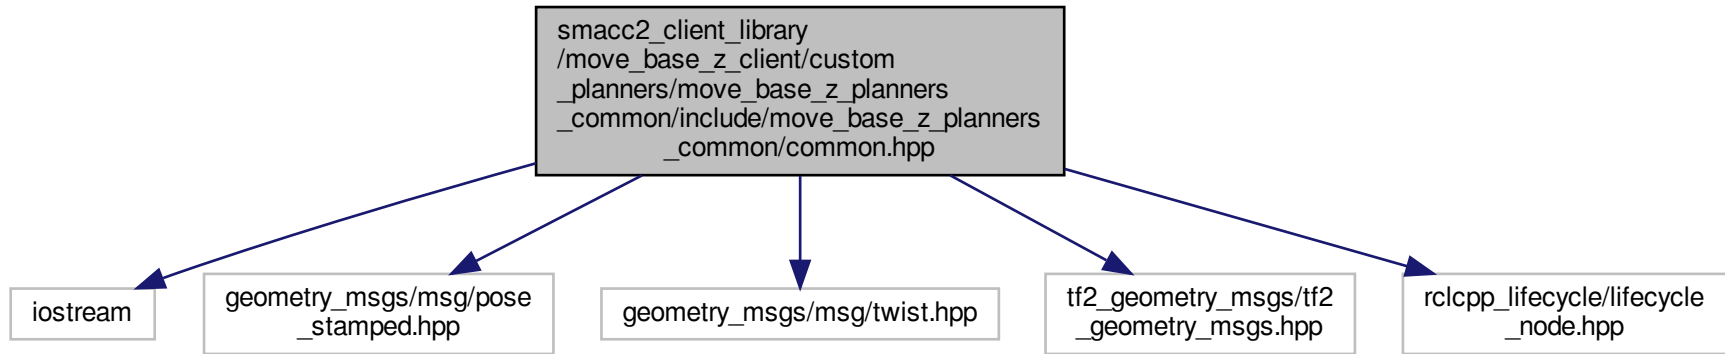 smacc2_client_library
/move_base_z_client/custom
_planners/move_base_z_planners
_common/include/move_base_z_planners
_common/common.hpp
iostream
geometry_msgs/msg/pose
_stamped.hpp
geometry_msgs/msg/twist.hpp
tf2_geometry_msgs/tf2
_geometry_msgs.hpp
rclcpp_lifecycle/lifecycle
_node.hpp